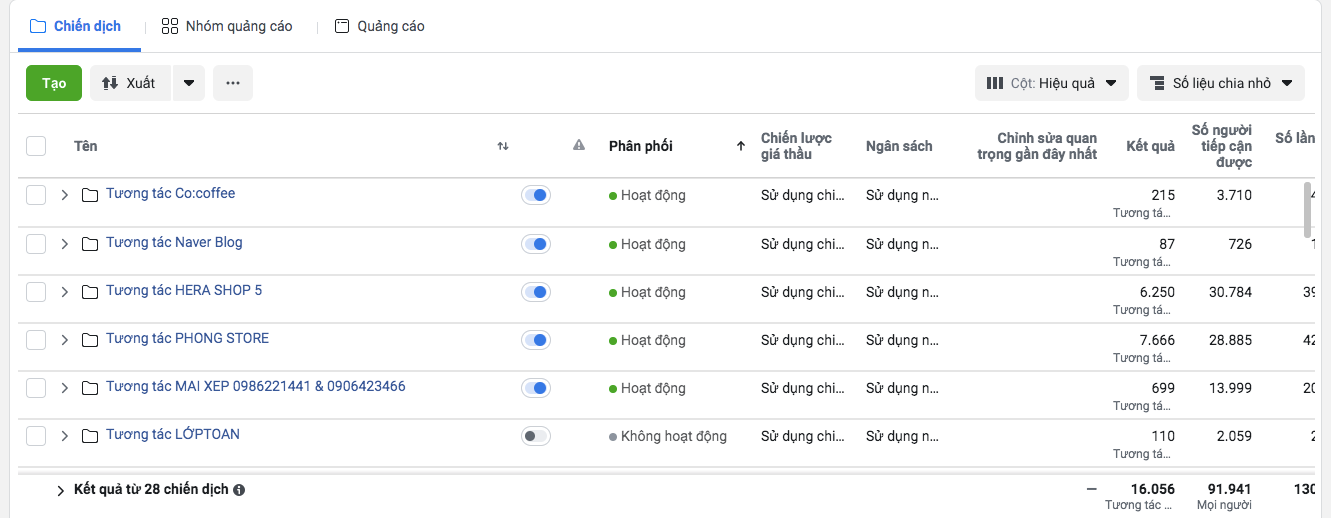 Chiến dịch
Nhóm quảng cáo
Quảng cáo
Tạo
Xuất
Cột: Hiệu quả
Số liệu chia nhỏ
Tên
Phân phối
Chiến lược
giá thầu
Ngân sách
Chỉnh sửa quan
trọng gần đây nhất
Kết quả
Số người
tiếp cận
được
Số lần
Tương tác Co:coffee Hoạt động Sử dụng chi... Sử dụng n... 215 3.710
Tương tá...
Tương tác Naver Blog Hoạt động Sử dụng chi... Sử dụng n... 87 726
Tương tá...
Tương tác HERA SHOP 5 Hoạt động Sử dụng chi... Sử dụng n... 6.250 30.784 39
Tương tá...
Tương tác PHONG STORE Hoạt động Sử dụng chi... Sử dụng n... 7.666 28.885 42
Tương tá...
Tương tác MAI XEP 0986221441 & 0906423466 Hoạt động Sử dụng chi... Sử dụng n... 699 13.999 20
Tương tá...
Tương tác LỚPTOAN Không hoạt động Sử dụng chi... Sử dụng n... 110 2.059
Tương tá...
Kết quả từ 28 chiến dịch — 16.056 91.941 130
Tương tác ... Mọi người